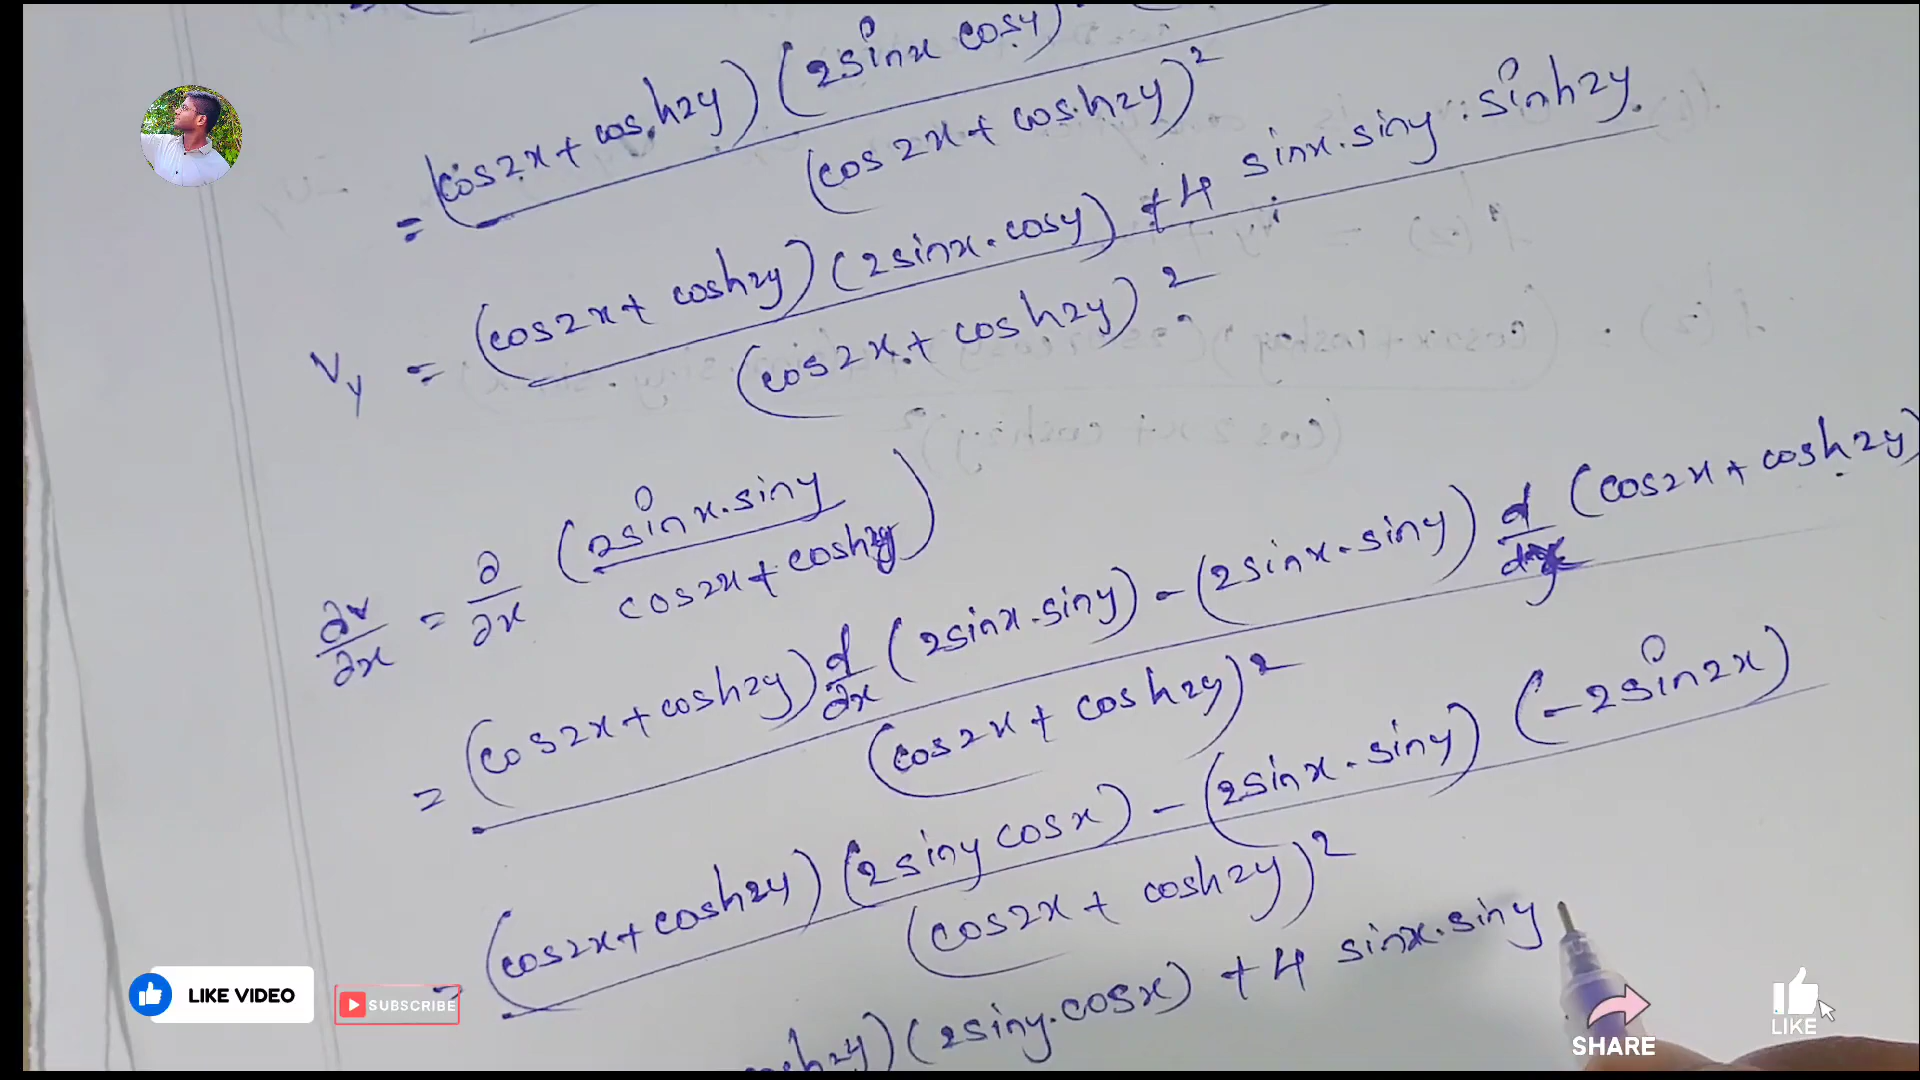 = (cos2x + cosh2y) (2sinx cosy)
(cos2x + cosh2y)²
Vy = (cos2x + cosh2y) (2sinx.cosy) + 4 sinx.siny.sinh2y.
(cos2x + cosh2y)²
∂v/∂x = ∂/∂x (2sinx.siny / cos2x + cosh2y)
= (cos2x + cosh2y) d/dx (2sinx.siny) - (2sinx.siny) d/dx (cos2x + cosh2y)
(cos2x + cosh2y)²
= (cos2x + cosh2y) (2siny cosx) - (2sinx.siny) (-2sin2x)
(cos2x + cosh2y)²
(2siny.cosx) + 4 sinx.siny
LIKE VIDEO
SUBSCRIBE
SHARE
LIKE